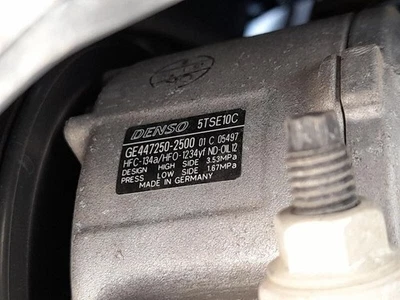 DENSO 5TSE10C
GE447250-2500 01 C 05497
HFC-134a/HFO-1234yf ND-OIL12
DESIGN HIGH SIDE 3.53MPa
PRESS LOW SIDE 1.67MPa
MADE IN GERMANY